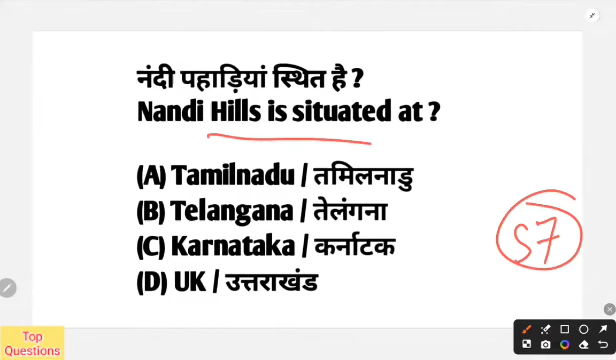 नंदी पहाड़ियां स्थित है ?
Nandi Hills is situated at ?
(A) Tamilnadu / तमिलनाडु
(B) Telangana / तेलंगना
(C) Karnataka / कर्नाटक
(D) UK / उत्तराखंड
S7
Top
Questions